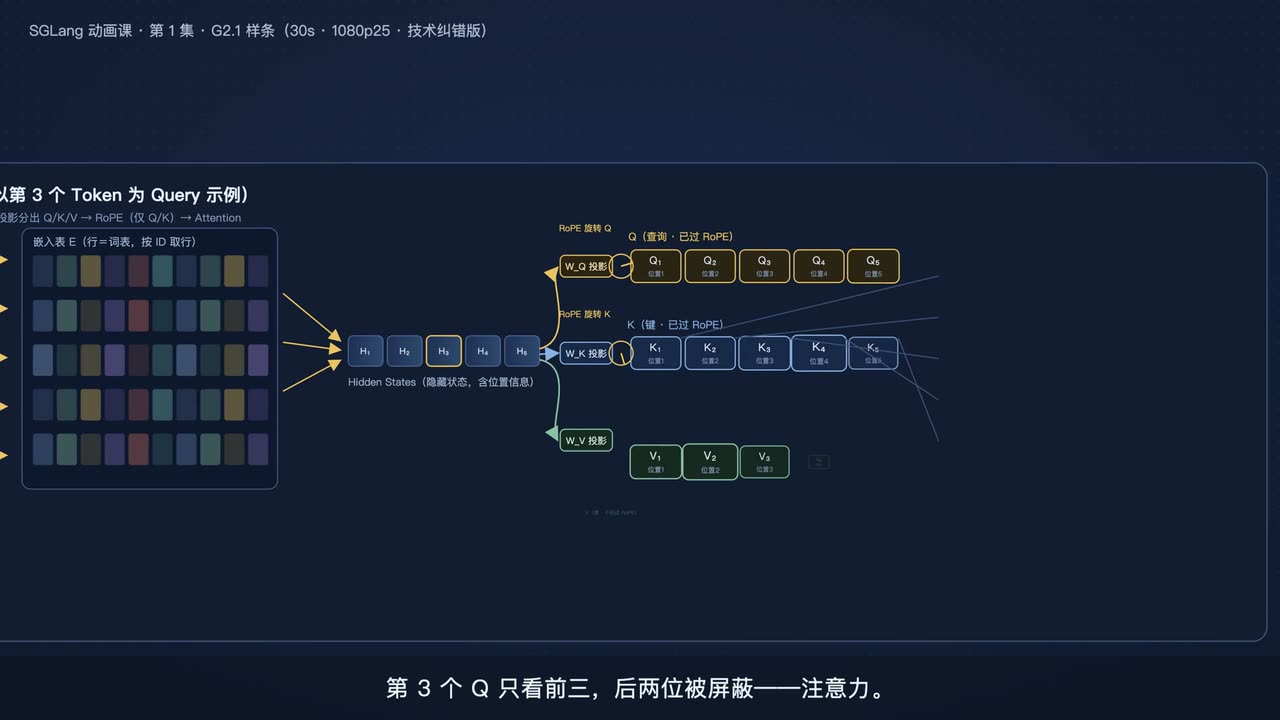 SGLang 动画课 · 第 1 集 · G2.1 样条（30s · 1080p25 · 技术纠错版）
以第 3 个 Token 为 Query 示例）
投影分出 Q/K/V → RoPE（仅 Q/K）→ Attention
嵌入表 E（行＝词表，按 ID 取行）
RoPE 旋转 Q
Q（查询 · 已过 RoPE）
W_Q 投影
Q₁ Q₂ Q₃ Q₄ Q₅
位置1 位置2 位置3 位置4 位置5
RoPE 旋转 K
K（键 · 已过 RoPE）
H₁ H₂ H₃ H₄ H₅
W_K 投影
K₁ K₂ K₃ K₄ K₅
位置1 位置2 位置3 位置4 位置5
Hidden States（隐藏状态，含位置信息）
W_V 投影
V₁ V₂ V₃
位置1 位置2 位置3
第 3 个 Q 只看前三，后两位被屏蔽——注意力。